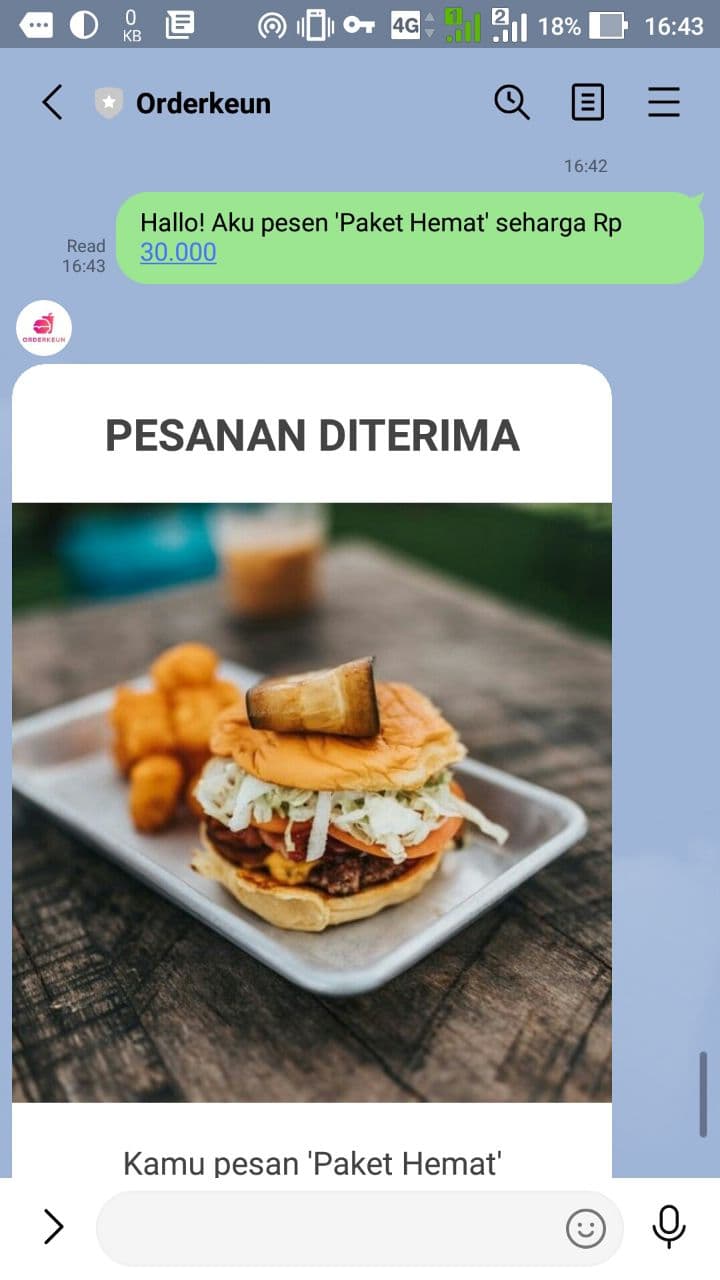 0
KB
4G
1
2
18%
16:43
Orderkeun
16:42
Hallo! Aku pesen 'Paket Hemat' seharga Rp
30.000
Read
16:43
ORDERKEUN
PESANAN DITERIMA
Kamu pesan 'Paket Hemat'